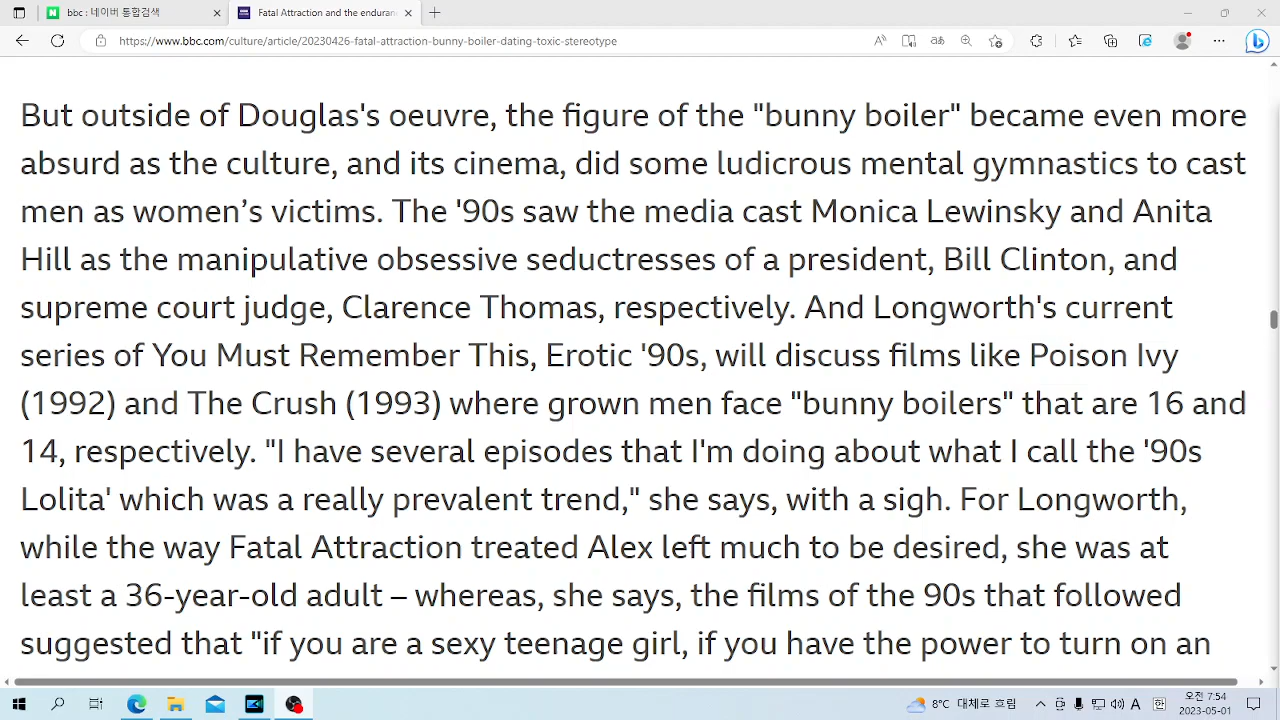 bbc : 네이버 통합검색
Fatal Attraction and the enduran
https://www.bbc.com/culture/article/20230426-fatal-attraction-bunny-boiler-dating-toxic-stereotype
But outside of Douglas's oeuvre, the figure of the "bunny boiler" became even more
absurd as the culture, and its cinema, did some ludicrous mental gymnastics to cast
men as women’s victims. The '90s saw the media cast Monica Lewinsky and Anita
Hill as the manipulative obsessive seductresses of a president, Bill Clinton, and
supreme court judge, Clarence Thomas, respectively. And Longworth's current
series of You Must Remember This, Erotic '90s, will discuss films like Poison Ivy
(1992) and The Crush (1993) where grown men face "bunny boilers" that are 16 and
14, respectively. "I have several episodes that I'm doing about what I call the '90s
Lolita' which was a really prevalent trend," she says, with a sigh. For Longworth,
while the way Fatal Attraction treated Alex left much to be desired, she was at
least a 36-year-old adult – whereas, she says, the films of the 90s that followed
suggested that "if you are a sexy teenage girl, if you have the power to turn on an
8°C 대체로 흐림
A
오전 7:54
2023-05-01